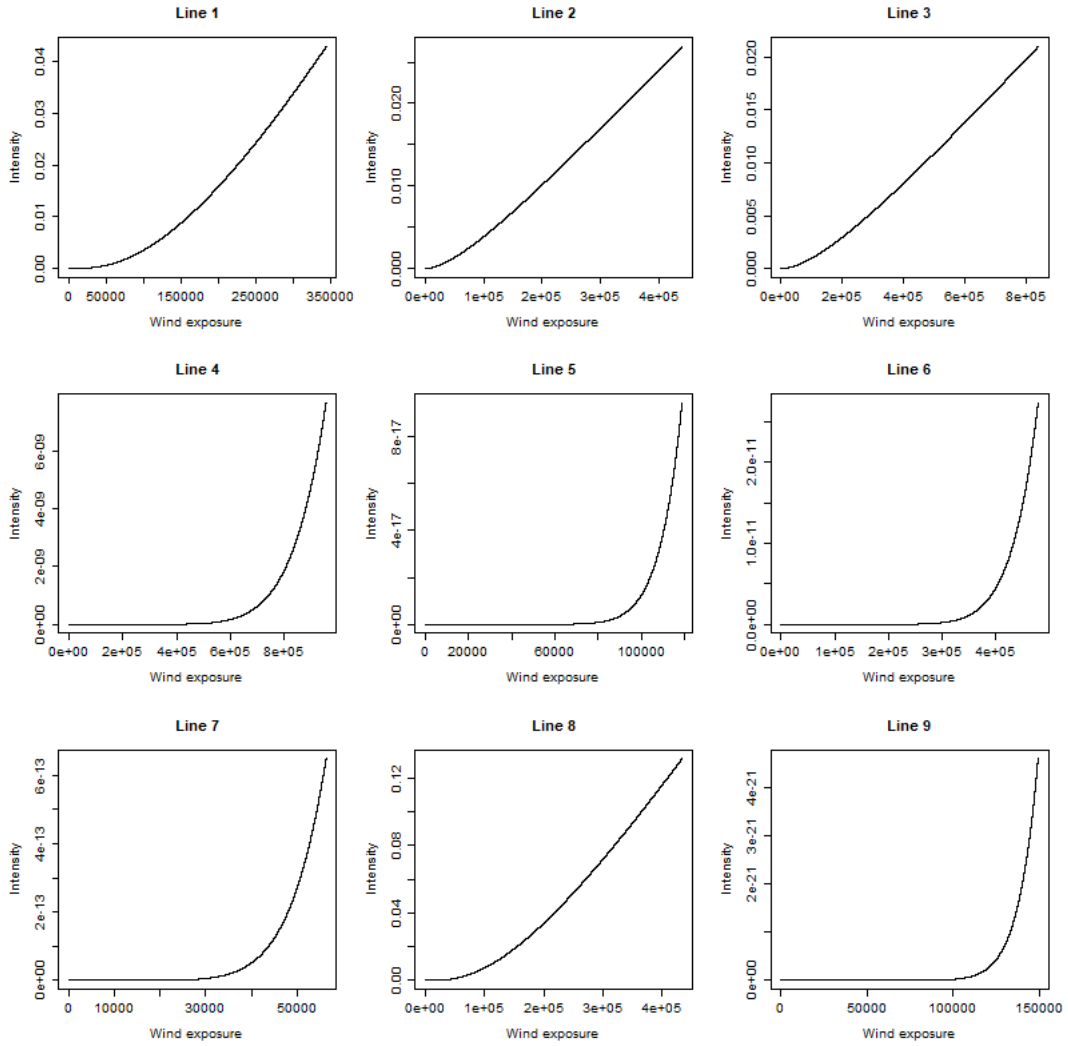 Line 1
Intensity
0.00 0.01 0.02 0.03 0.04
0 50000 150000 250000 350000
Wind exposure
Line 2
Intensity
0.000 0.010 0.020
0e+00 1e+05 2e+05 3e+05 4e+05
Wind exposure
Line 3
Intensity
0.000 0.005 0.010 0.015 0.020
0e+00 2e+05 4e+05 6e+05 8e+05
Wind exposure
Line 4
Intensity
0e+00 2e-09 4e-09 6e-09
0e+00 2e+05 4e+05 6e+05 8e+05
Wind exposure
Line 5
Intensity
0e+00 4e-17 8e-17
0 20000 60000 100000
Wind exposure
Line 6
Intensity
0.0e+00 1.0e-11 2.0e-11
0e+00 1e+05 2e+05 3e+05 4e+05
Wind exposure
Line 7
Intensity
0e+00 2e-13 4e-13 6e-13
0 10000 30000 50000
Wind exposure
Line 8
Intensity
0.00 0.04 0.08 0.12
0e+00 1e+05 2e+05 3e+05 4e+05
Wind exposure
Line 9
Intensity
0e+00 2e-21 3e-21 4e-21
0 50000 100000 150000
Wind exposure